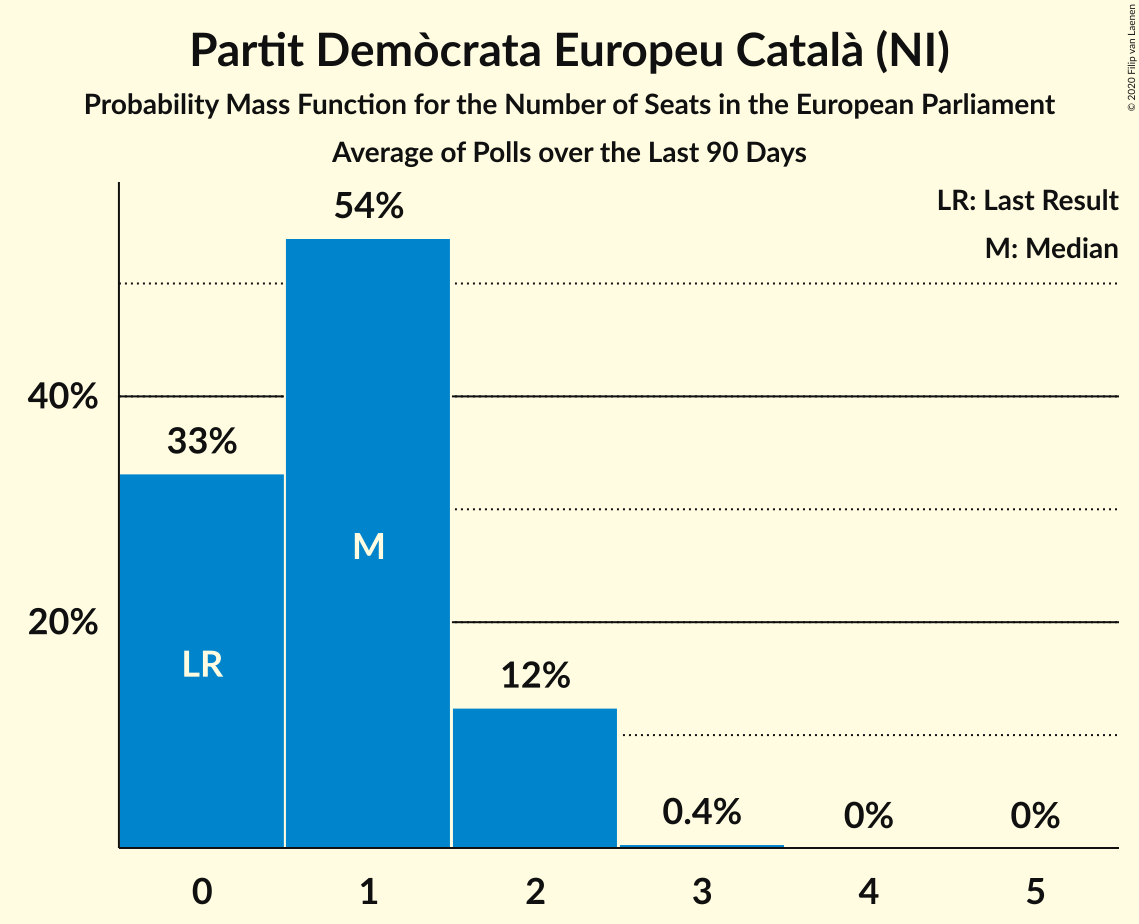 Partit Demòcrata Europeu Català (NI)
Probability Mass Function for the Number of Seats in the European Parliament
Average of Polls over the Last 90 Days
© 2020 Filip van Laenen
LR: Last Result
M: Median
54%
40%
33%
M
20%
LR
12%
0.4%
0%
0%
0 1 2 3 4 5